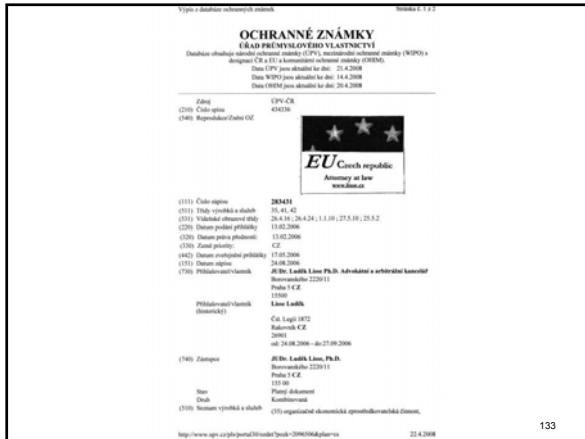 Výpis z databáze ochranných známek Stránka č. 1 z 2
OCHRANNÉ ZNÁMKY
ÚŘAD PRŮMYSLOVÉHO VLASTNICTVÍ
Databáze obsahuje národní ochranné známky (ÚPV), mezinárodní ochranné známky (WIPO) s
designací ČR a EU a komunitární ochranné známky (OHIM).
Data ÚPV jsou aktuální ke dni: 21.4.2008
Data WIPO jsou aktuální ke dni: 14.4.2008
Data OHIM jsou aktuální ke dni: 20.4.2008
Zdroj ÚPV-ČR
(210) Číslo spisu 434336
(540) Reprodukce/Znění OZ
EU Czech republic
Attorney at law
www.lisse.cz
(111) Číslo zápisu 283431
(511) Třídy výrobků a služeb 35, 41, 42
(531) Vídeňské obrazové třídy 26.4.16 ; 26.4.24 ; 1.1.10 ; 27.5.10 ; 25.5.2
(220) Datum podání přihlášky 13.02.2006
(320) Datum práva přednosti: 13.02.2006
(330) Země priority: CZ
(442) Datum zveřejnění přihlášky 17.05.2006
(151) Datum zápisu 24.08.2006
(730) Přihlašovatel/vlastník JUDr. Luděk Lisse Ph.D. Advokátní a arbitrážní kancelář
Borovanského 2220/11
Praha 5 CZ
15500
Přihlašovatel/vlastník Lisse Luděk
(historický)
Čsl. Legií 1872
Rakovník CZ
26901
od: 24.08.2006 - do:27.09.2006
(740) Zástupce JUDr. Luděk Lisse, Ph.D.
Borovanského 2220/11
Praha 5 CZ
155 00
Stav Platný dokument
Druh Kombinovaná
(510) Seznam výrobků a služeb (35) organizačně ekonomická zprostředkovatelská činnost,
133
http://www.upv.cz/pls/portal30/ 22.4.2008